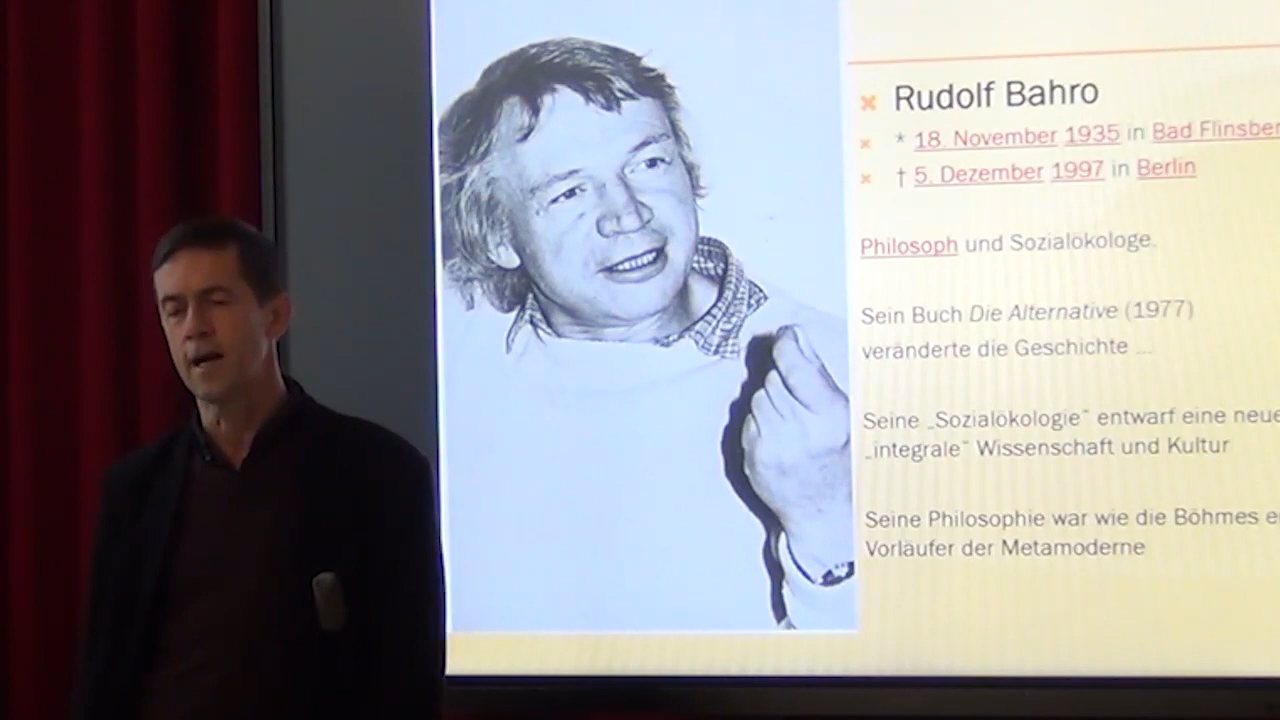 Rudolf Bahro
* 18. November 1935 in Bad Flinsber
† 5. Dezember 1997 in Berlin
Philosoph und Sozialökologe.
Sein Buch Die Alternative (1977)
veränderte die Geschichte ...
Seine „Sozialökologie“ entwarf eine neue
„integrale“ Wissenschaft und Kultur
Seine Philosophie war wie die Böhmes e
Vorläufer der Metamoderne